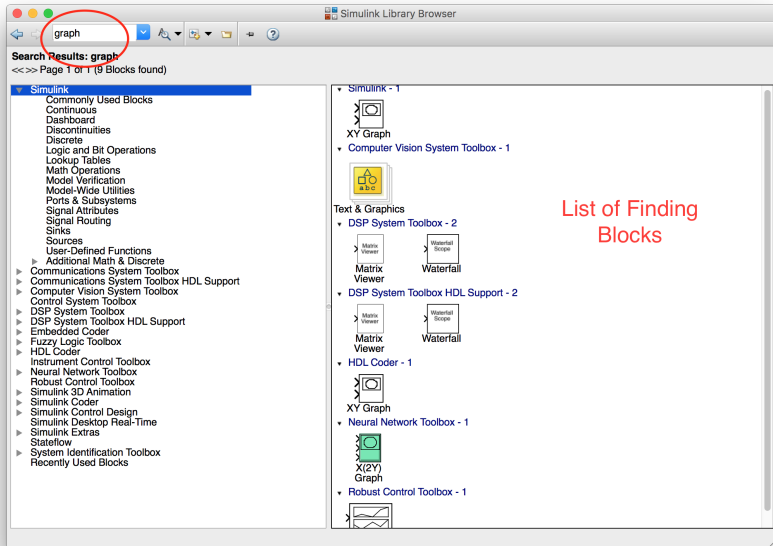 Simulink Library Browser
graph
Search Results: graph
<<>> Page 1 of 1 (9 Blocks found)
Simulink
Commonly Used Blocks
Continuous
Dashboard
Discontinuities
Discrete
Logic and Bit Operations
Lookup Tables
Math Operations
Model Verification
Model-Wide Utilities
Ports & Subsystems
Signal Attributes
Signal Routing
Sinks
Sources
User-Defined Functions
Additional Math & Discrete
Communications System Toolbox
Communications System Toolbox HDL Support
Computer Vision System Toolbox
Control System Toolbox
DSP System Toolbox
DSP System Toolbox HDL Support
Embedded Coder
Fuzzy Logic Toolbox
HDL Coder
Instrument Control Toolbox
Neural Network Toolbox
Robust Control Toolbox
Simulink 3D Animation
Simulink Coder
Simulink Control Design
Simulink Desktop Real-Time
Simulink Extras
Stateflow
System Identification Toolbox
Recently Used Blocks
Simulink - 1
XY Graph
Computer Vision System Toolbox - 1
abc
Text & Graphics
DSP System Toolbox - 2
Matrix
Viewer
Waterfall
Scope
Matrix
Viewer
Waterfall
DSP System Toolbox HDL Support - 2
Matrix
Viewer
Waterfall
Scope
Matrix
Viewer
Waterfall
HDL Coder - 1
XY Graph
Neural Network Toolbox - 1
X(2Y)
Graph
Robust Control Toolbox - 1
List of Finding
Blocks